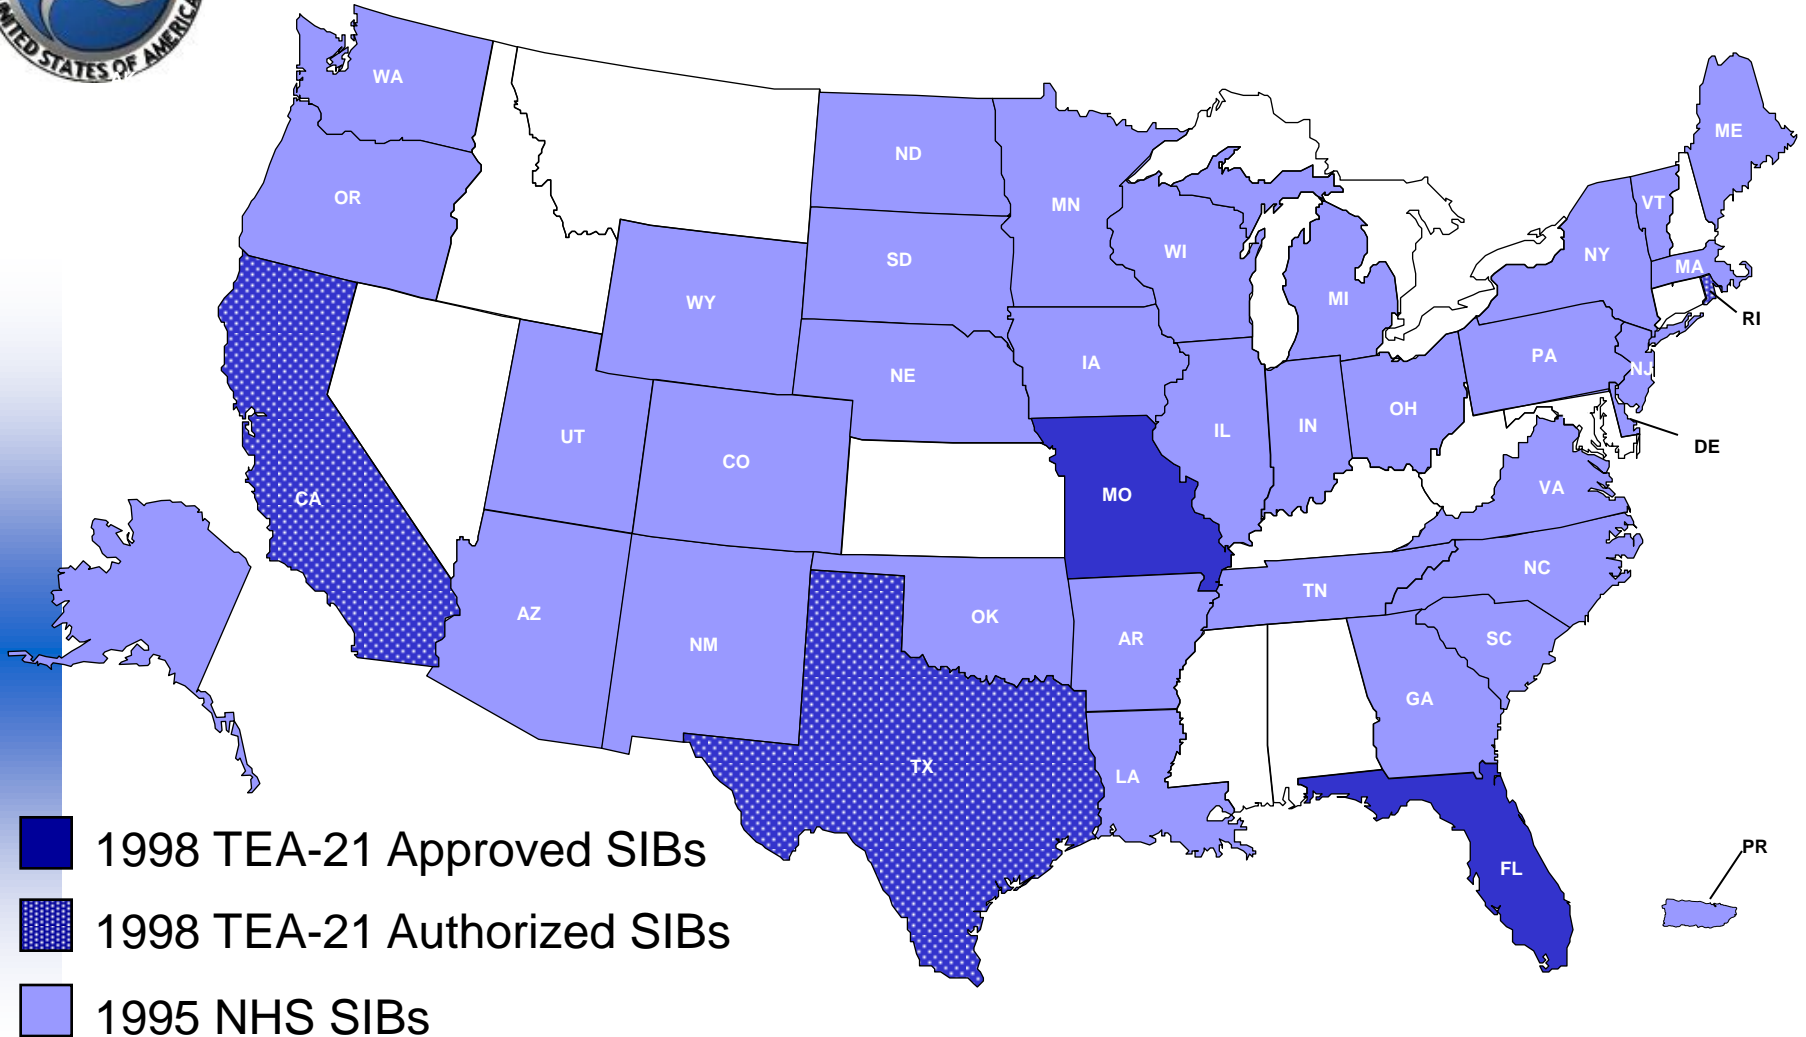 UNITED STATES OF AMERICA
WA
ME
ND
OR
MN
VT
WI
NY
SD
MA
WY
MI
RI
PA
IA
NJ
NE
OH
IN
IL
UT
DE
CO
VA
MO
CA
NC
TN
AZ
OK
AR
SC
NM
GA
TX
LA
PR
FL
1998 TEA-21 Approved SIBs
1998 TEA-21 Authorized SIBs
1995 NHS SIBs